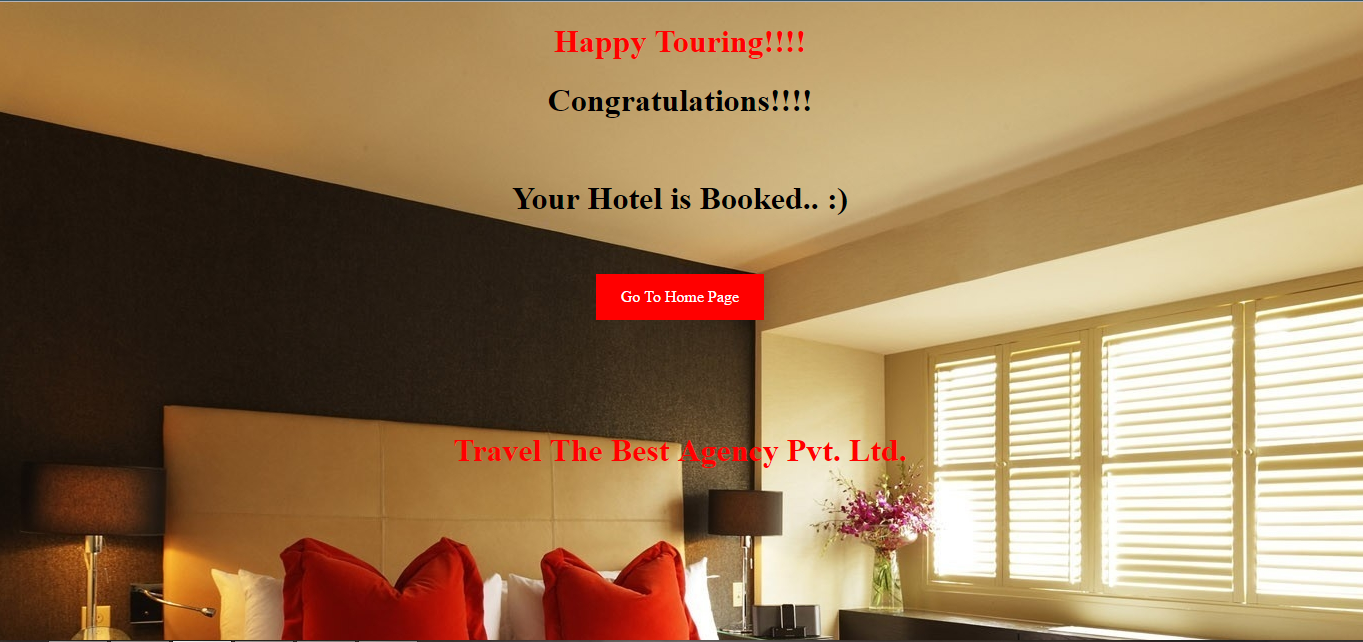 Happy Touring!!!!
Congratulations!!!!
Your Hotel is Booked.. :)
Go To Home Page
Travel The Best Agency Pvt. Ltd.